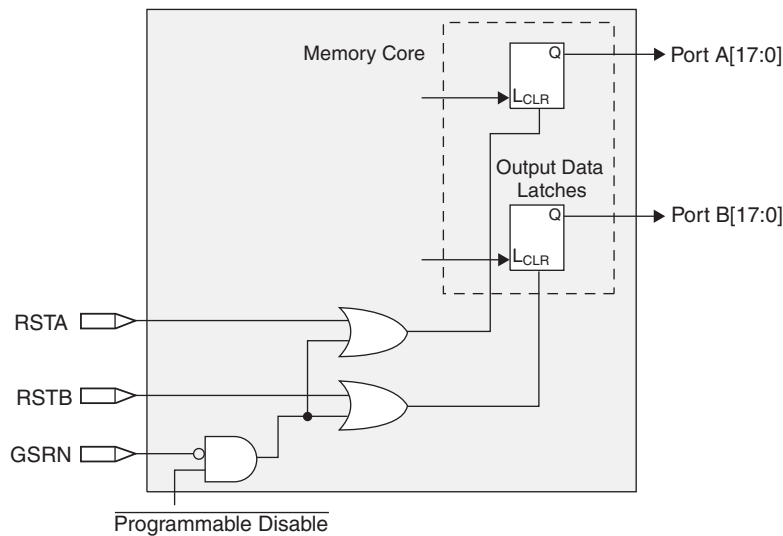 Memory Core
Q
Port A[17:0]
LCLR
Output Data
Latches
Q
Port B[17:0]
LCLR
RSTA
RSTB
GSRN
Programmable Disable